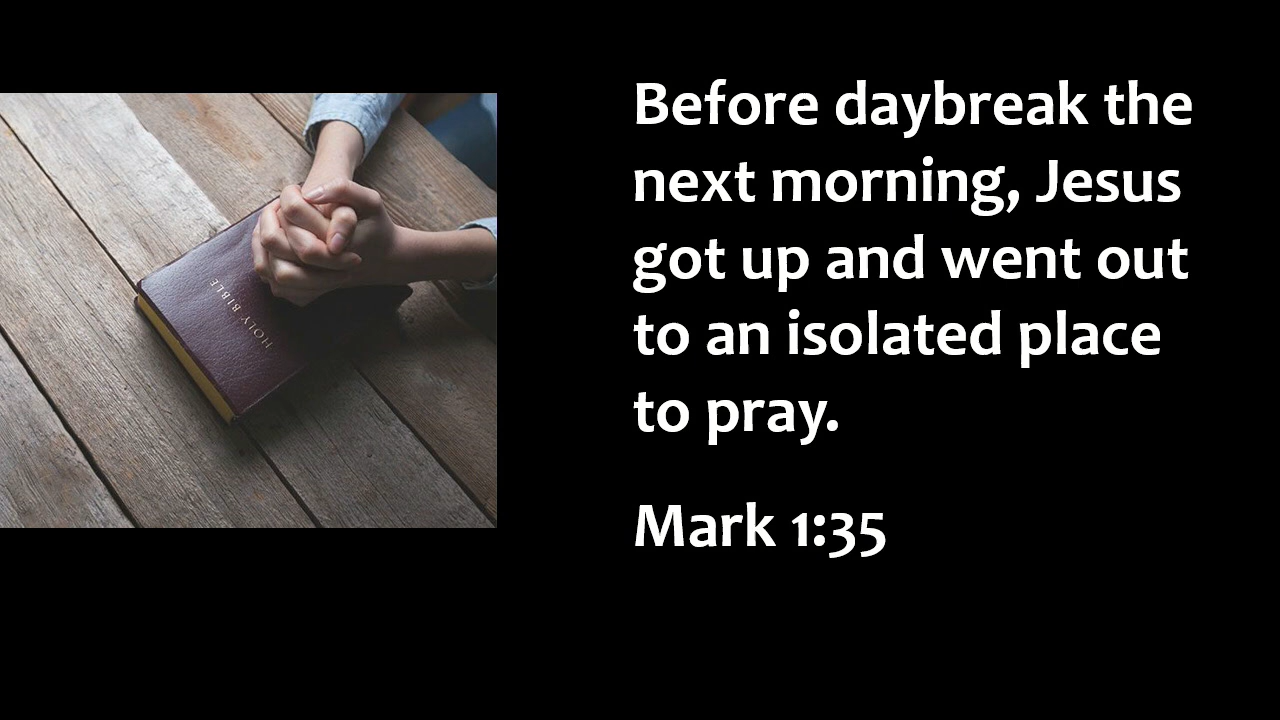 HOLY BIBLE
Before daybreak the
next morning, Jesus
got up and went out
to an isolated place
to pray.
Mark 1:35